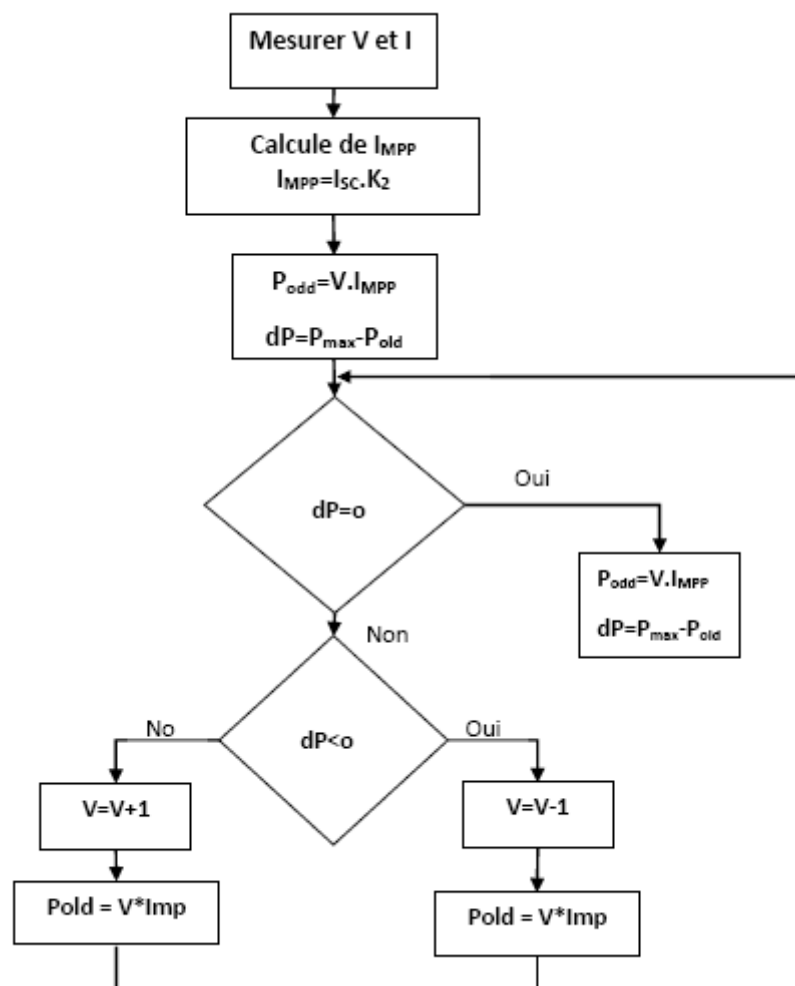 Mesurer V et I
Calcule de IMPP
IMPP=ISC.K2
Podd=V.IMPP
dP=Pmax-Pold
Oui
dP=o
Podd=V.IMPP
dP=Pmax-Pold
Non
No
dP<o
Oui
V=V+1
V=V-1
Pold = V*Imp
Pold = V*Imp